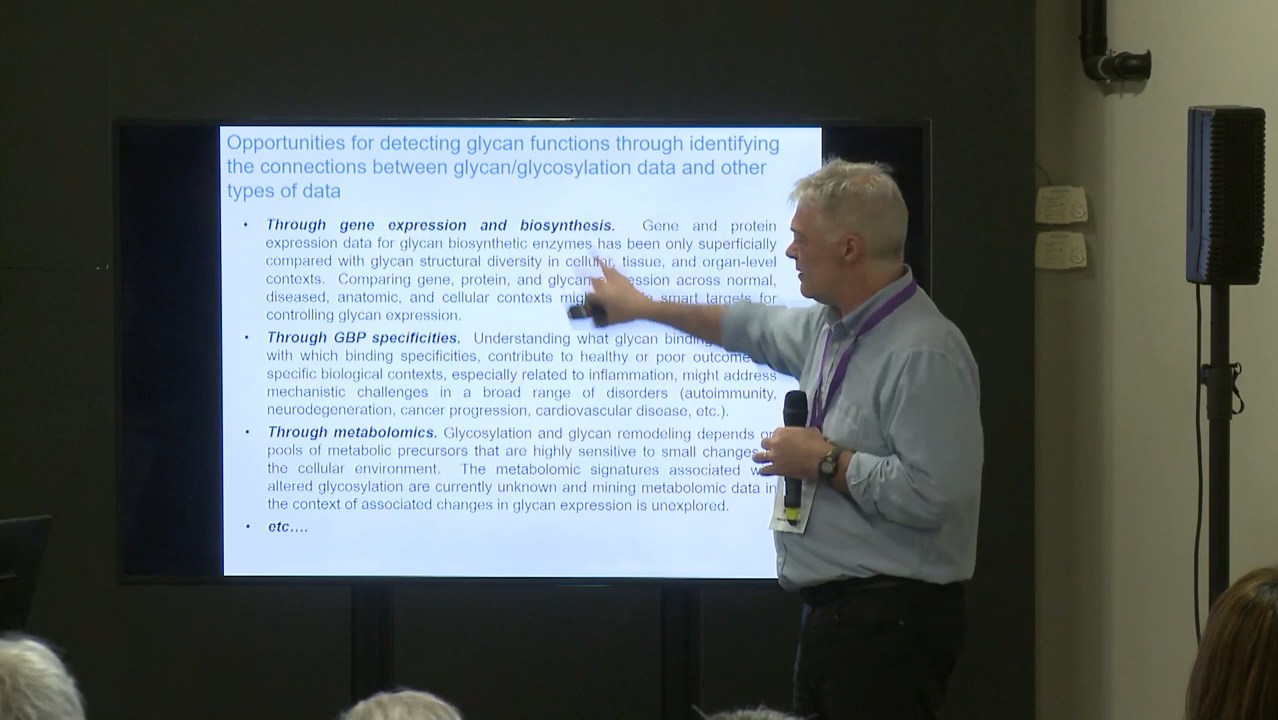 Opportunities for detecting glycan functions through identifying
the connections between glycan/glycosylation data and other
types of data
• Through gene expression and biosynthesis. Gene and protein
expression data for glycan biosynthetic enzymes has been only superficially
compared with glycan structural diversity in cellular, tissue, and organ-level
contexts. Comparing gene, protein, and glycan ession across normal,
diseased, anatomic, and cellular contexts smart targets for
controlling glycan expression.
• Through GBP specificities. Understanding what glycan
with which binding specificities, contribute to healthy or poor
specific biological contexts, especially related to inflammation, might address
mechanistic challenges in a broad range of disorders (autoimmunity,
neurodegeneration, cancer progression, cardiovascular disease, etc.).
• Through metabolomics. Glycosylation and glycan remodeling depends
pools of metabolic precursors that are highly sensitive to small changes
the cellular environment. The metabolomic signatures associated
altered glycosylation are currently unknown and mining metabolomic data in
the context of associated changes in glycan expression is unexplored.
• etc....